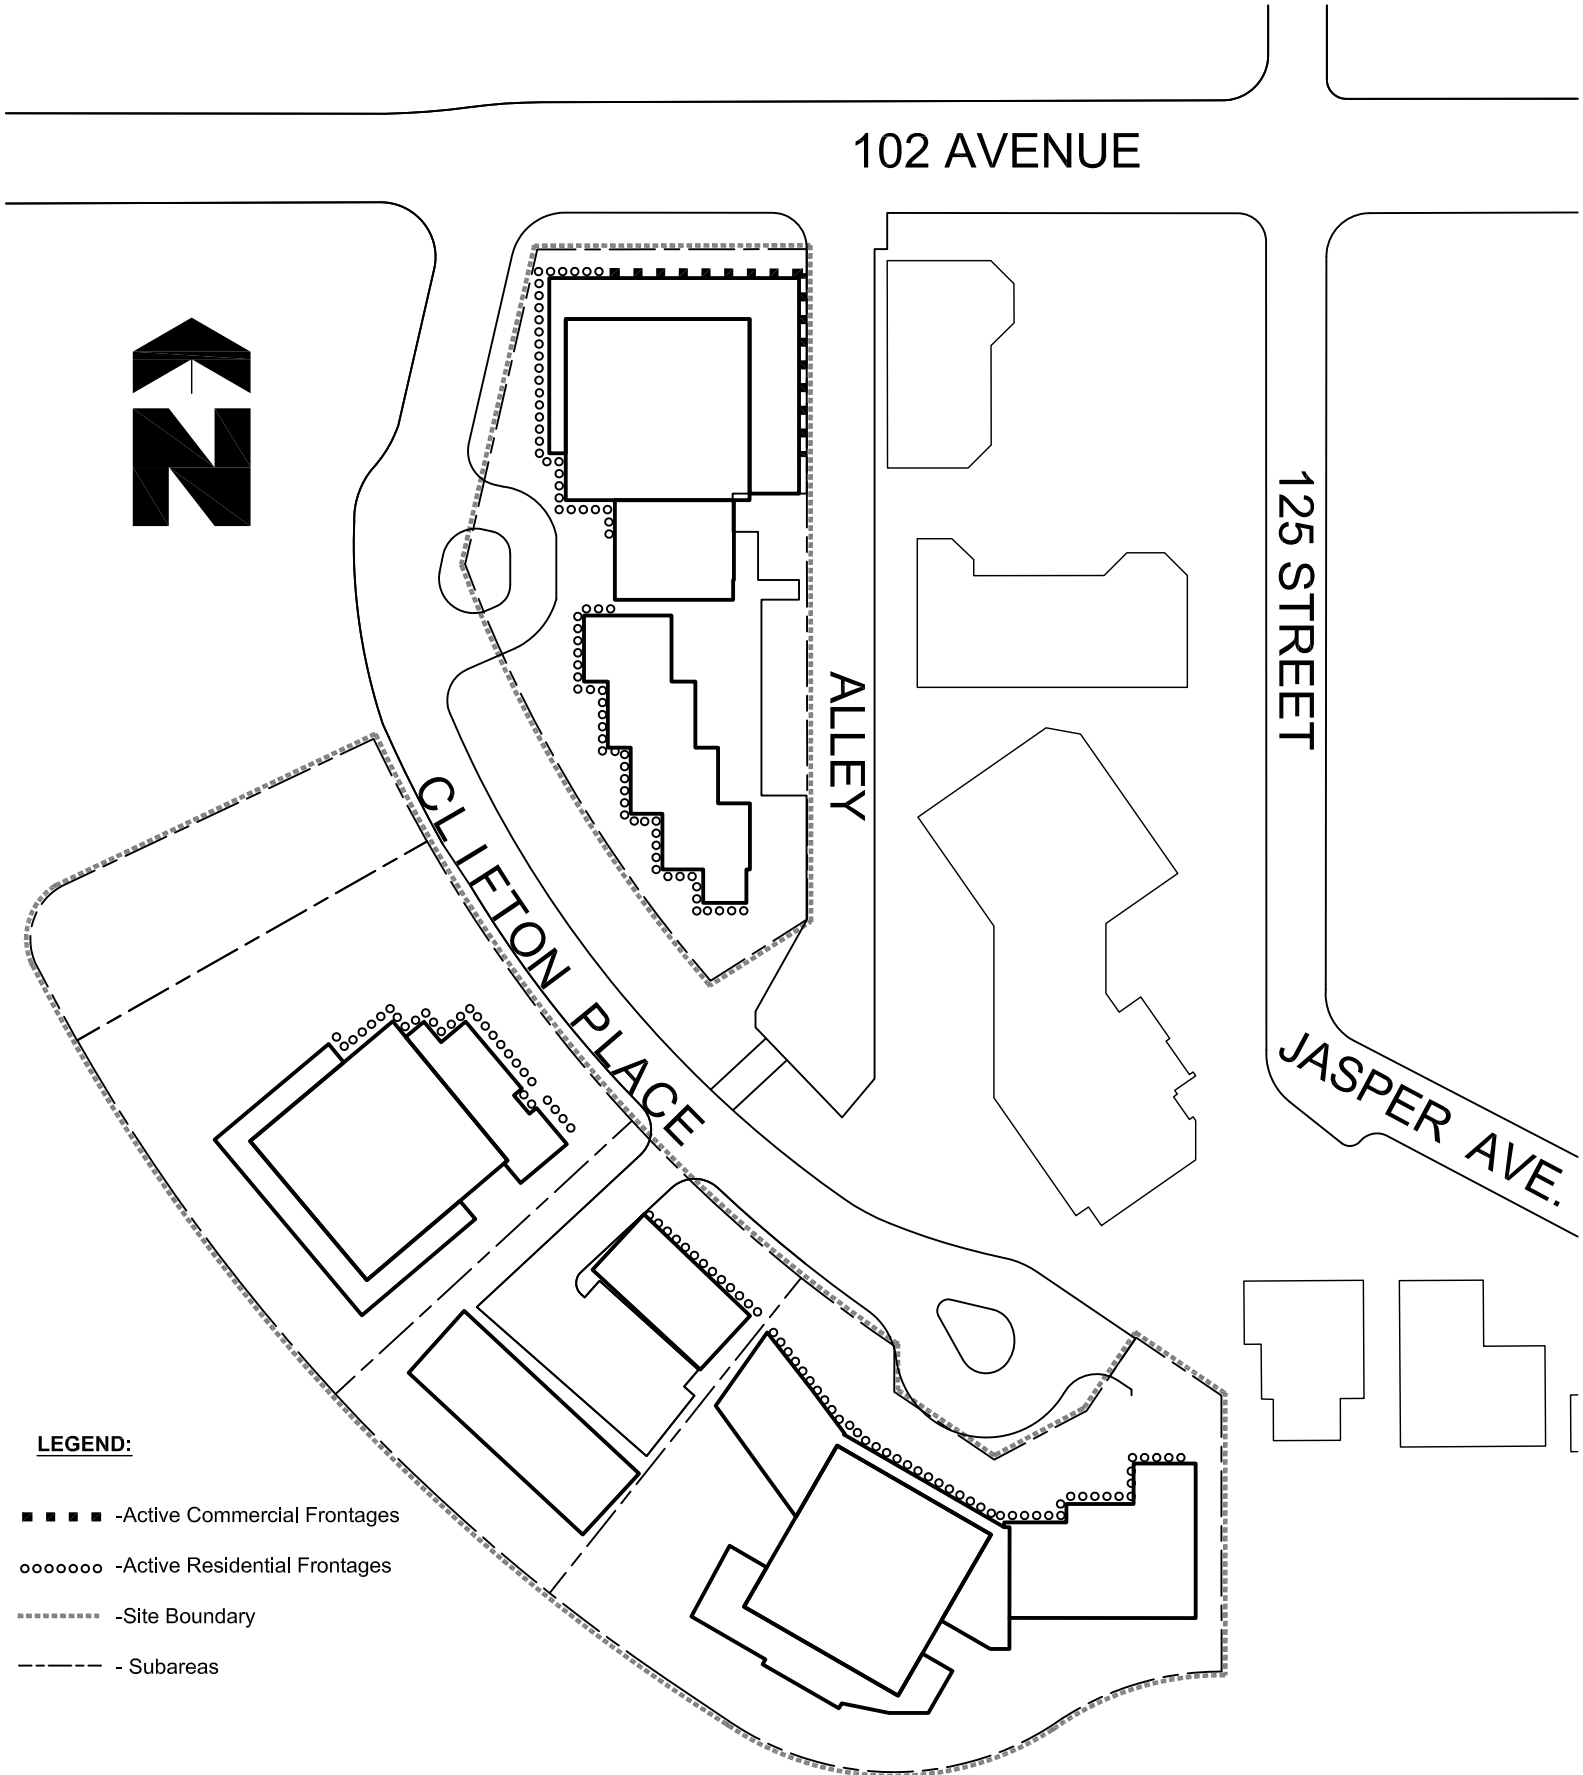 102 AVENUE
N
125 STREET
ALLEY
CLIFTON PLACE
JASPER AVE.
LEGEND:
-Active Commercial Frontages
-Active Residential Frontages
-Site Boundary
- Subareas